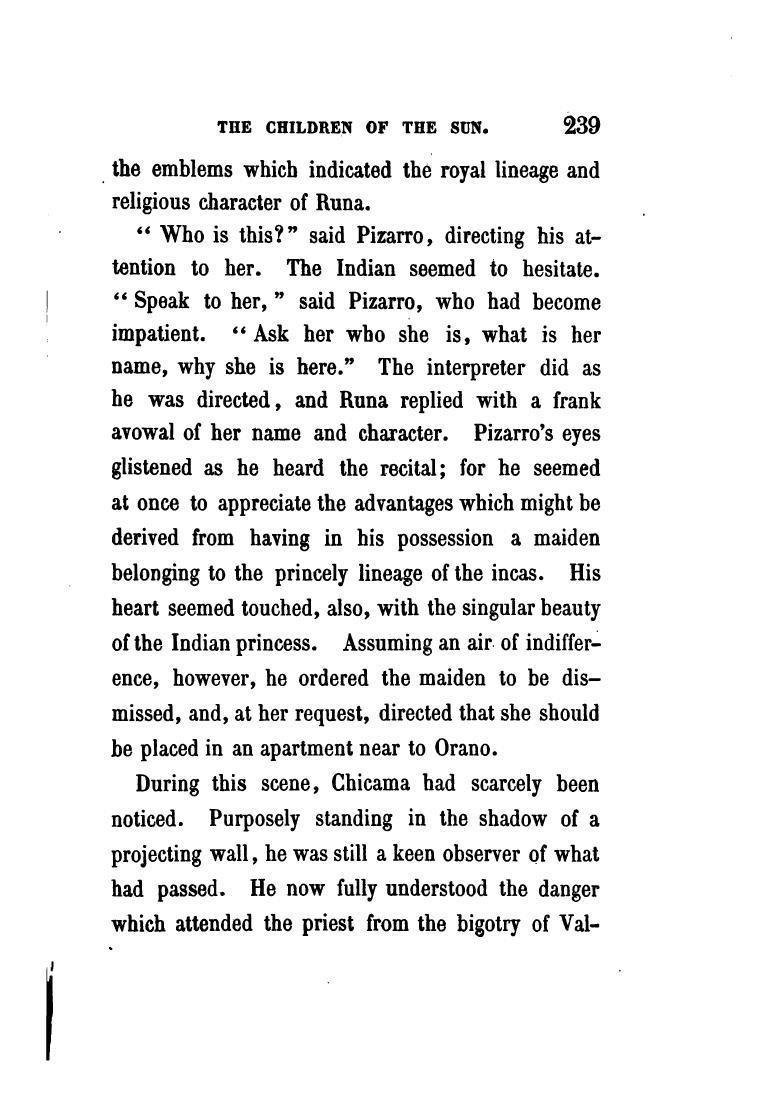 THE CHILDREN OF THE SUN. 239
the emblems which indicated the royal lineage and
religious character of Runa.
“ Who is this?” said Pizarro, directing his at-
tention to her. The Indian seemed to hesitate.
“ Speak to her, ” said Pizarro, who had become
impatient. “ Ask her who she is, what is her
name, why she is here.” The interpreter did as
he was directed, and Runa replied with a frank
avowal of her name and character. Pizarro’s eyes
glistened as he heard the recital; for he seemed
at once to appreciate the advantages which might be
derived from having in his possession a maiden
belonging to the princely lineage of the incas. His
heart seemed touched, also, with the singular beauty
of the Indian princess. Assuming an air of indiffer-
ence, however, he ordered the maiden to be dis-
missed, and, at her request, directed that she should
be placed in an apartment near to Orano.
During this scene, Chicama had scarcely been
noticed. Purposely standing in the shadow of a
projecting wall, he was still a keen observer of what
had passed. He now fully understood the danger
which attended the priest from the bigotry of Val-